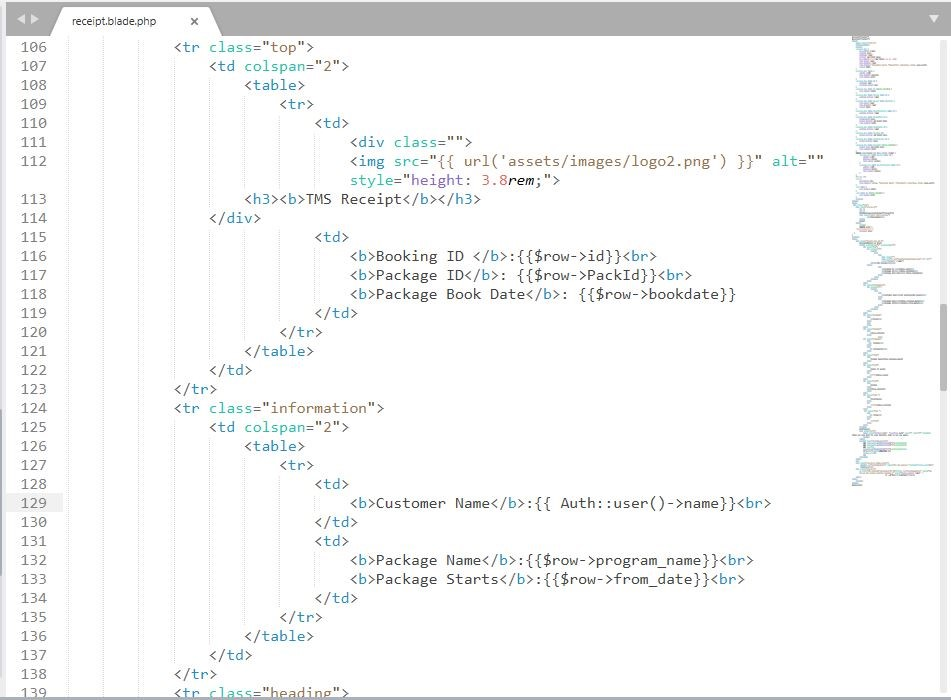 receipt.blade.php ×
106 <tr class="top">
107 <td colspan="2">
108 <table>
109 <tr>
110 <td>
111 <div class="">
112 <img src="{{ url('assets/images/logo2.png') }}" alt=""
style="height: 3.8rem;">
113 <h3><b>TMS Receipt</b></h3>
114 </div>
115 <td>
116 <b>Booking ID </b>:{{$row->id}}<br>
117 <b>Package ID</b>: {{$row->PackId}}<br>
118 <b>Package Book Date</b>: {{$row->bookdate}}
119 </td>
120 </tr>
121 </table>
122 </td>
123 </tr>
124 <tr class="information">
125 <td colspan="2">
126 <table>
127 <tr>
128 <td>
129 <b>Customer Name</b>:{{ Auth::user()->name}}<br>
130 </td>
131 <td>
132 <b>Package Name</b>:{{$row->program_name}}<br>
133 <b>Package Starts</b>:{{$row->from_date}}<br>
134 </td>
135 </tr>
136 </table>
137 </td>
138 </tr>
139 <tr class="heading">